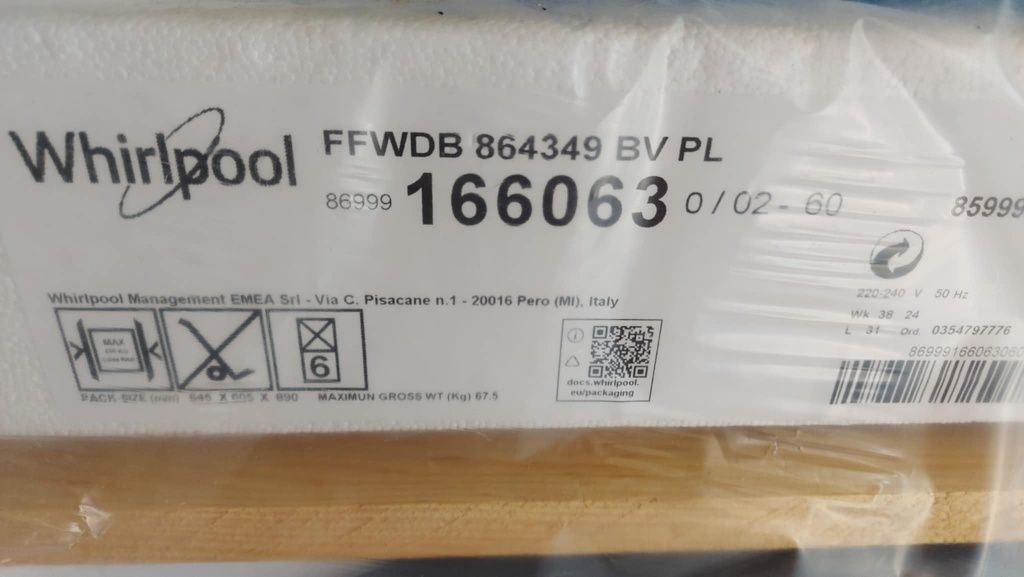 Whirlpool
FFWDB 864349 BV PL
86999 166063 0 / 02 - 60
85999
220-240 V 50 Hz
Wk 38 24
L 31 Ord. 0354797776
86999166063060
Whirlpool Management EMEA Srl - Via C. Pisacane n.1 - 20016 Pero (MI), Italy
MAX
6
docs.whirlpool.
eu/packaging
PACK-SIZE (mm) 645 X 605 X 890 MAXIMUN GROSS WT (Kg) 67.5